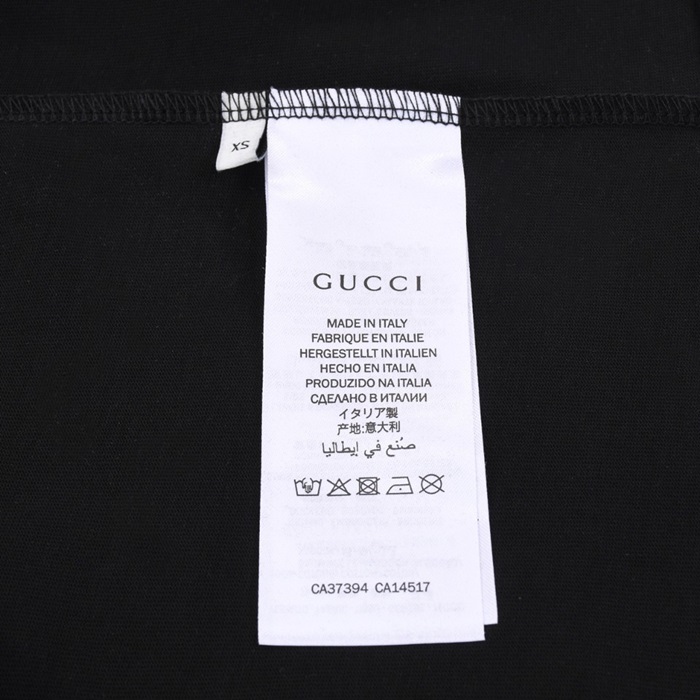 XS
GUCCI
MADE IN ITALY
FABRIQUE EN ITALIE
HERGESTELLT IN ITALIEN
HECHO EN ITALIA
PRODUZIDO NA ITALIA
СДЕЛАНО В ИТАЛИИ
イタリア製
产地:意大利
صُنع في إيطاليا
CA37394 CA14517